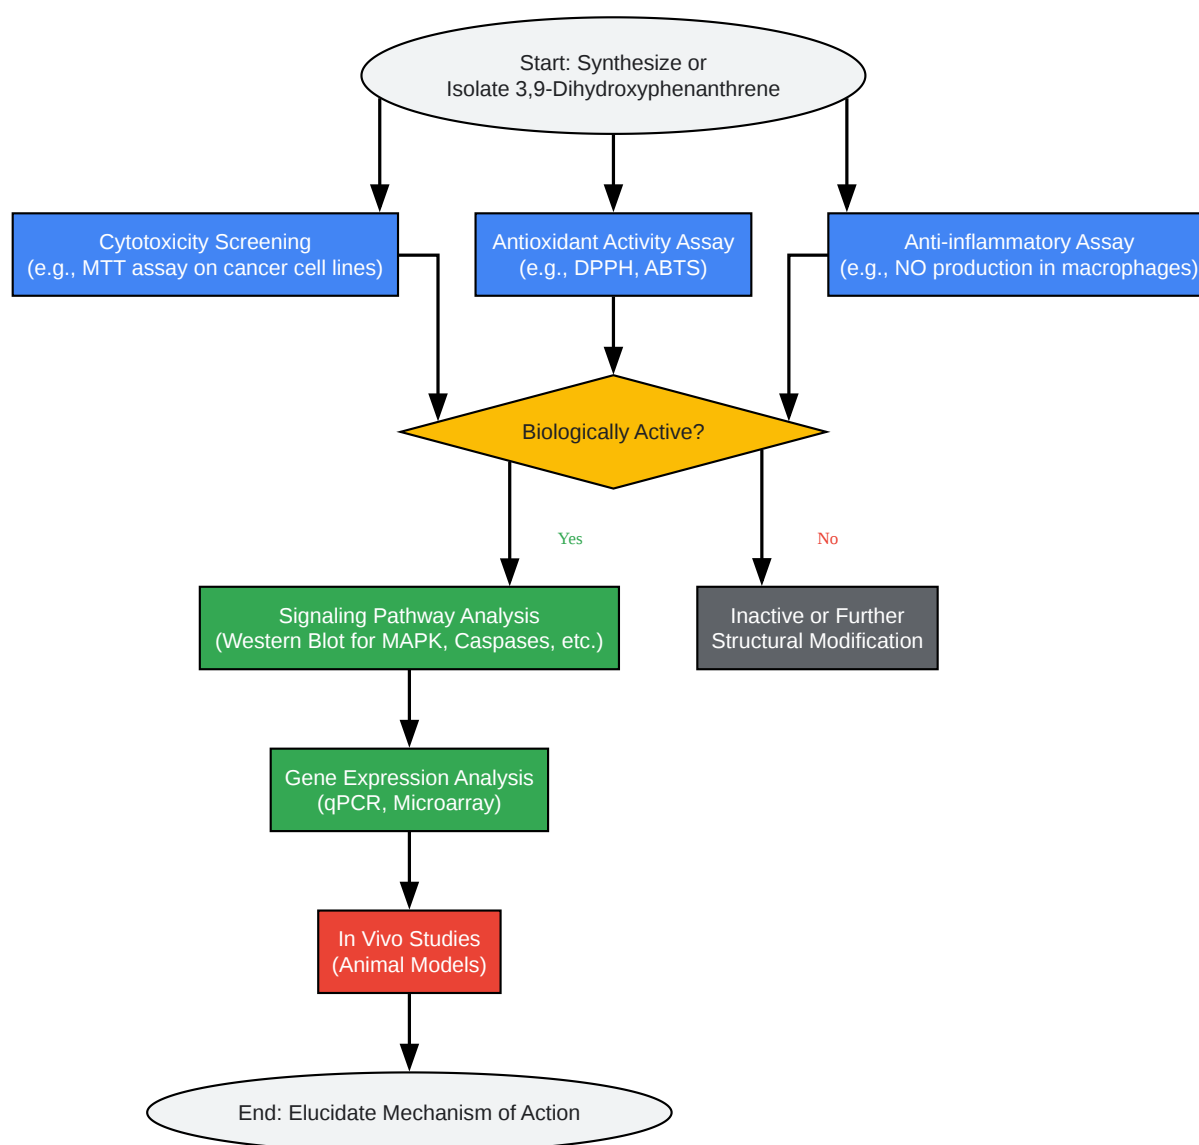 Start: Synthesize or
Isolate 3,9-Dihydroxyphenanthrene
Cytotoxicity Screening
(e.g., MTT assay on cancer cell lines)
Antioxidant Activity Assay
(e.g., DPPH, ABTS)
Anti-inflammatory Assay
(e.g., NO production in macrophages)
Biologically Active?
Yes
No
Signaling Pathway Analysis
(Western Blot for MAPK, Caspases, etc.)
Inactive or Further
Structural Modification
Gene Expression Analysis
(qPCR, Microarray)
In Vivo Studies
(Animal Models)
End: Elucidate Mechanism of Action